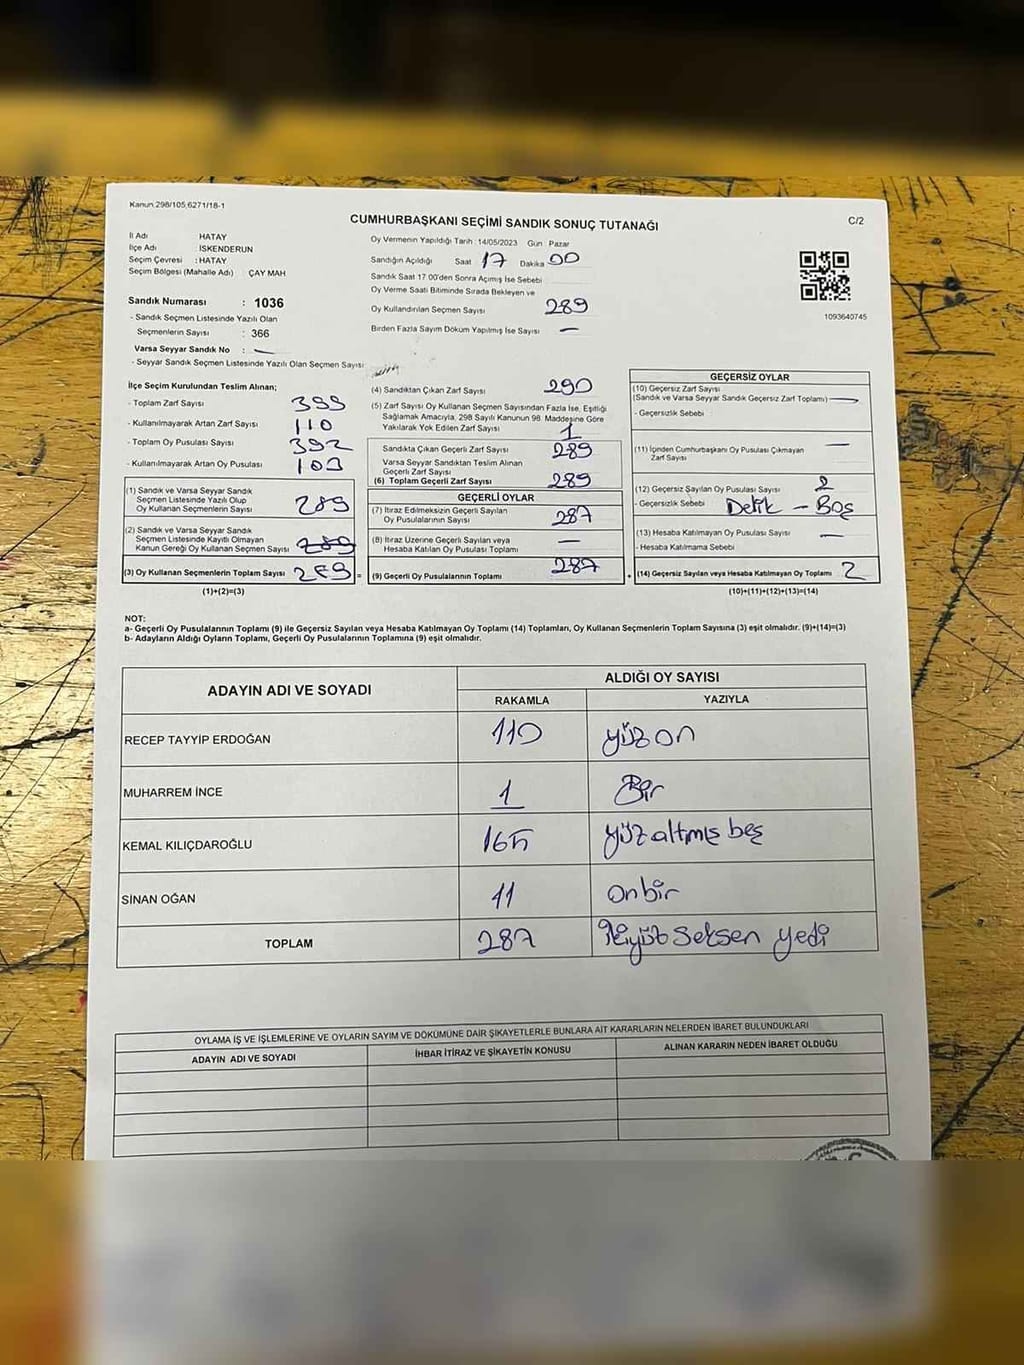 Kanun 298/105,6271/18-1
CUMHURBAŞKANI SEÇİMİ SANDIK SONUÇ TUTANAĞI
C/2
İl Adı HATAY
İlçe Adı İSKENDERUN
Seçim Çevresi : HATAY
Seçim Bölgesi (Mahalle Adı) : ÇAY MAH
Sandık Numarası : 1036
- Sandık Seçmen Listesinde Yazılı Olan
Seçmenlerin Sayısı : 366
Varsa Seyyar Sandık No : —
- Seyyar Sandık Seçmen Listesinde Yazılı Olan Seçmen Sayısı
Oy Vermenin Yapıldığı Tarih : 14/05/2023 Gün : Pazar
Sandığın Açıldığı Saat 17 Dakika 00
Sandık Saat 17.00'den Sonra Açımış İse Sebebi
Oy Verme Saati Bitiminde Sırada Bekleyen ve
Oy Kullandırılan Seçmen Sayısı 289
Birden Fazla Sayım Döküm Yapılmış İse Sayısı —
1093640745
İlçe Seçim Kurulundan Teslim Alınan;
- Toplam Zarf Sayısı 399
- Kullanılmayarak Artan Zarf Sayısı 110
- Toplam Oy Pusulası Sayısı 392
- Kullanılmayarak Artan Oy Pusulası 103
(1) Sandık ve Varsa Seyyar Sandık
Seçmen Listesinde Yazılı Olup
Oy Kullanan Seçmenlerin Sayısı 289
(2) Sandık ve Varsa Seyyar Sandık
Seçmen Listesinde Kayıtlı Olmayan
Kanun Gereği Oy Kullanan Seçmen Sayısı 289
(3) Oy Kullanan Seçmenlerin Toplam Sayısı 289 =
(1)+(2)=(3)
(4) Sandıktan Çıkan Zarf Sayısı 290
(5) Zarf Sayısı Oy Kullanan Seçmen Sayısından Fazla İse, Eşitliği
Sağlamak Amacıyla, 298 Sayılı Kanunun 98. Maddesine Göre
Yakılarak Yok Edilen Zarf Sayısı 1
Sandıkta Çıkan Geçerli Zarf Sayısı 289
Varsa Seyyar Sandıktan Teslim Alınan
Geçerli Zarf Sayısı
(6) Toplam Geçerli Zarf Sayısı 289
GEÇERLİ OYLAR
(7) İtiraz Edilmeksizin Geçerli Sayılan
Oy Pusulalarının Sayısı 287
(8) İtiraz Üzerine Geçerli Sayılan veya
Hesaba Katılan Oy Pusulası Toplamı —
(9) Geçerli Oy Pusulalarının Toplamı 287 +
GEÇERSİZ OYLAR
(10) Geçersiz Zarf Sayısı
(Sandık ve Varsa Seyyar Sandık Geçersiz Zarf Toplamı) —
- Geçersizlik Sebebi
(11) İçinden Cumhurbaşkanı Oy Pusulası Çıkmayan
Zarf Sayısı —
(12) Geçersiz Sayılan Oy Pusulası Sayısı 2
- Geçersizlik Sebebi Delik - Boş
(13) Hesaba Katılmayan Oy Pusulası Sayısı —
- Hesaba Katılmama Sebebi
(14) Geçersiz Sayılan veya Hesaba Katılmayan Oy Toplamı 2
(10)+(11)+(12)+(13)=(14)
NOT:
a- Geçerli Oy Pusulalarının Toplamı (9) ile Geçersiz Sayılan veya Hesaba Katılmayan Oy Toplamı (14) Toplamları, Oy Kullanan Seçmenlerin Toplam Sayısına (3) eşit olmalıdır. (9)+(14)=(3)
b- Adayların Aldığı Oyların Toplamı, Geçerli Oy Pusulalarının Toplamına (9) eşit olmalıdır.
ADAYIN ADI VE SOYADI
ALDIĞI OY SAYISI
RAKAMLA YAZIYLA
RECEP TAYYİP ERDOĞAN 110 yüz on
MUHARREM İNCE 1 Bir
KEMAL KILIÇDAROĞLU 165 yüz altmış beş
SİNAN OĞAN 11 onbir
TOPLAM 287 İkiyüz seksen yedi
OYLAMA İŞ VE İŞLEMLERİNE VE OYLARIN SAYIM VE DÖKÜMÜNE DAİR ŞİKAYETLERLE BUNLARA AİT KARARLARIN NELERDEN İBARET BULUNDUKLARI
ADAYIN ADI VE SOYADI İHBAR İTİRAZ VE ŞİKAYETİN KONUSU ALINAN KARARIN NEDEN İBARET OLDUĞU